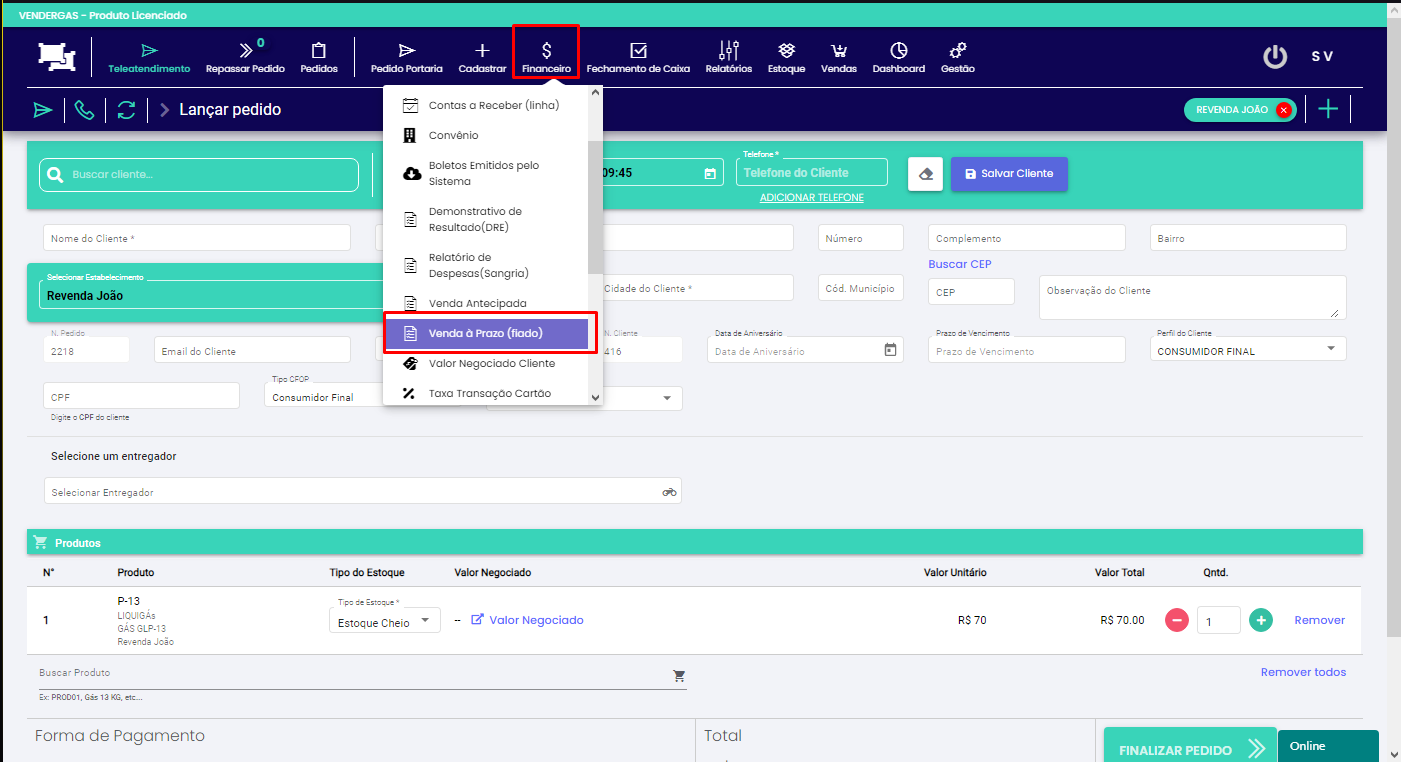 VENDERGAS - Produto Licenciado
Teleatendimento
0
Repassar Pedido
Pedidos
Pedido Portaria
Cadastrar
Financeiro
Fechamento de Caixa
Relatórios
Estoque
Vendas
Dashboard
Gestão
S V
Lançar pedido
REVENDA JOÃO
Contas a Receber (linha)
Convênio
Boletos Emitidos pelo
Sistema
Demonstrativo de
Resultado(DRE)
Relatório de
Despesas(Sangria)
Venda Antecipada
Venda à Prazo (fiado)
Valor Negociado Cliente
Taxa Transação Cartão
Buscar cliente...
09:45
Telefone *
Telefone do Cliente
ADICIONAR TELEFONE
Salvar Cliente
Nome do Cliente *
Número
Complemento
Bairro
Buscar CEP
Selecionar Estabelecimento
Revenda João
Cidade do Cliente *
Cód. Município
CEP
Observação do Cliente
N. Pedido
2218
Email do Cliente
N. Cliente
416
Data de Aniversário
Data de Aniversário
Prazo de Vencimento
Prazo de Vencimento
Perfil do Cliente
CONSUMIDOR FINAL
CPF
Digite o CPF do cliente
Tipo CFOP
Consumidor Final
Selecione um entregador
Selecionar Entregador
Produtos
N°
Produto
Tipo do Estoque
Valor Negociado
Valor Unitário
Valor Total
Qntd.
1
P-13
LIQUIGÁs
GÁS GLP-13
Revenda João
Tipo de Estoque *
Estoque Cheio
-- Valor Negociado
R$ 70
R$ 70.00
1
Remover
Buscar Produto
Ex: PROD01, Gás 13 KG, etc...
Remover todos
Forma de Pagamento
Total
FINALIZAR PEDIDO
Online